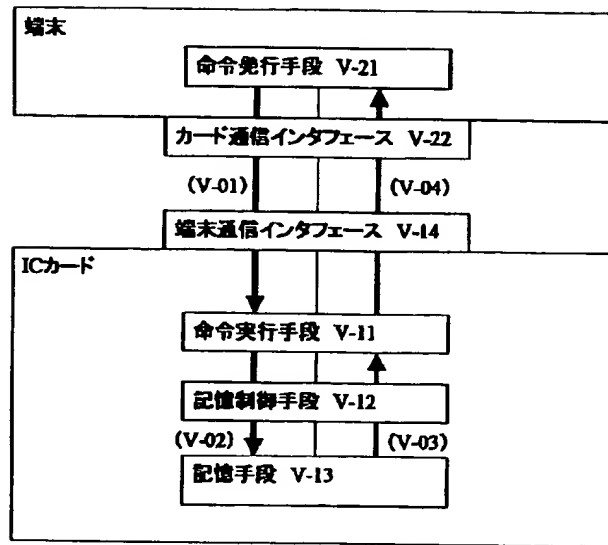 端末
命令発行手段 V-21
カード通信インタフェース V-22
(V-01)
(V-04)
端末通信インタフェース V-14
ICカード
命令実行手段 V-11
記憶制御手段 V-12
(V-02)
(V-03)
記憶手段 V-13